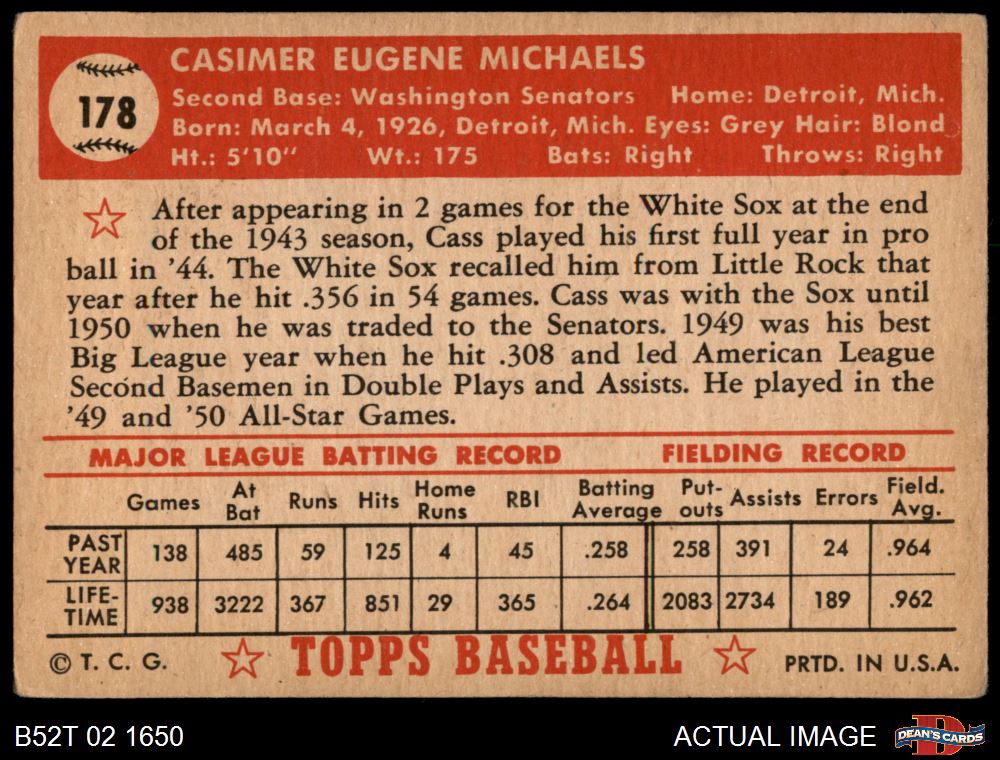 178
CASIMER EUGENE MICHAELS
Second Base: Washington Senators Home: Detroit, Mich.
Born: March 4, 1926, Detroit, Mich. Eyes: Grey Hair: Blond
Ht.: 5'10" Wt.: 175 Bats: Right Throws: Right
After appearing in 2 games for the White Sox at the end
of the 1943 season, Cass played his first full year in pro
ball in '44. The White Sox recalled him from Little Rock that
year after he hit .356 in 54 games. Cass was with the Sox until
1950 when he was traded to the Senators. 1949 was his best
Big League year when he hit .308 and led American League
Second Basemen in Double Plays and Assists. He played in the
'49 and '50 All-Star Games.
MAJOR LEAGUE BATTING RECORD FIELDING RECORD
Games At Bat Runs Hits Home Runs RBI Batting Average Put-outs Assists Errors Field. Avg.
PAST YEAR 138 485 59 125 4 45 .258 258 391 24 .964
LIFE-TIME 938 3222 367 851 29 365 .264 2083 2734 189 .962
© T. C. G. TOPPS BASEBALL PRTD. IN U.S.A.
B52T 02 1650 ACTUAL IMAGE DEAN'S CARDS